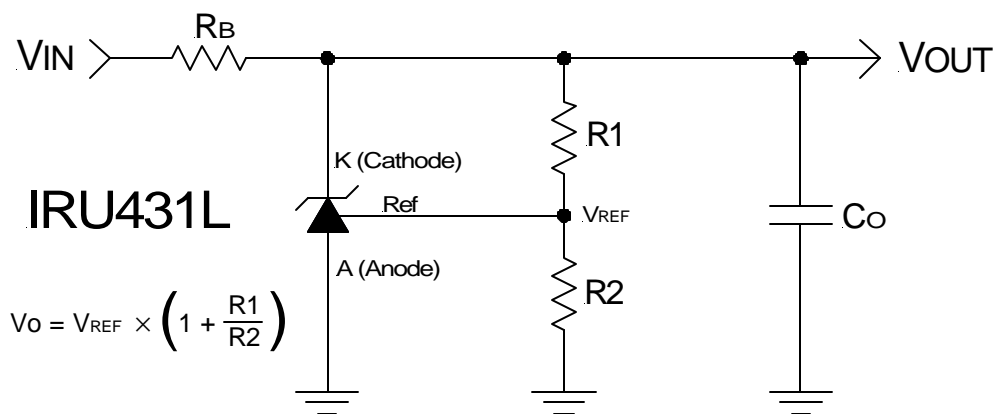 RB
VIN
VOUT
R1
K (Cathode)
IRU431L
Ref
VREF
CO
A (Anode)
R2
Vo = VREF × (1 + R1/R2)